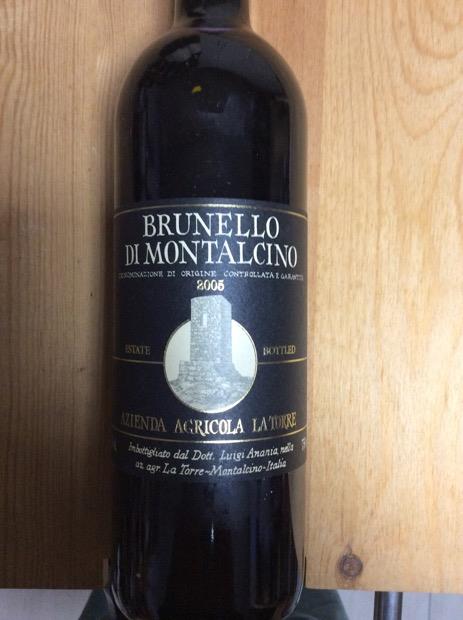 BRUNELLO
DI MONTALCINO
DENOMINAZIONE DI ORIGINE CONTROLLATA E GARANTITA
2005
ESTATE BOTTLED
AZIENDA AGRICOLA LA TORRE
Imbottigliato dal Dott. Luigi Anania nella
az. agr. La Torre-Montalcino-Italia